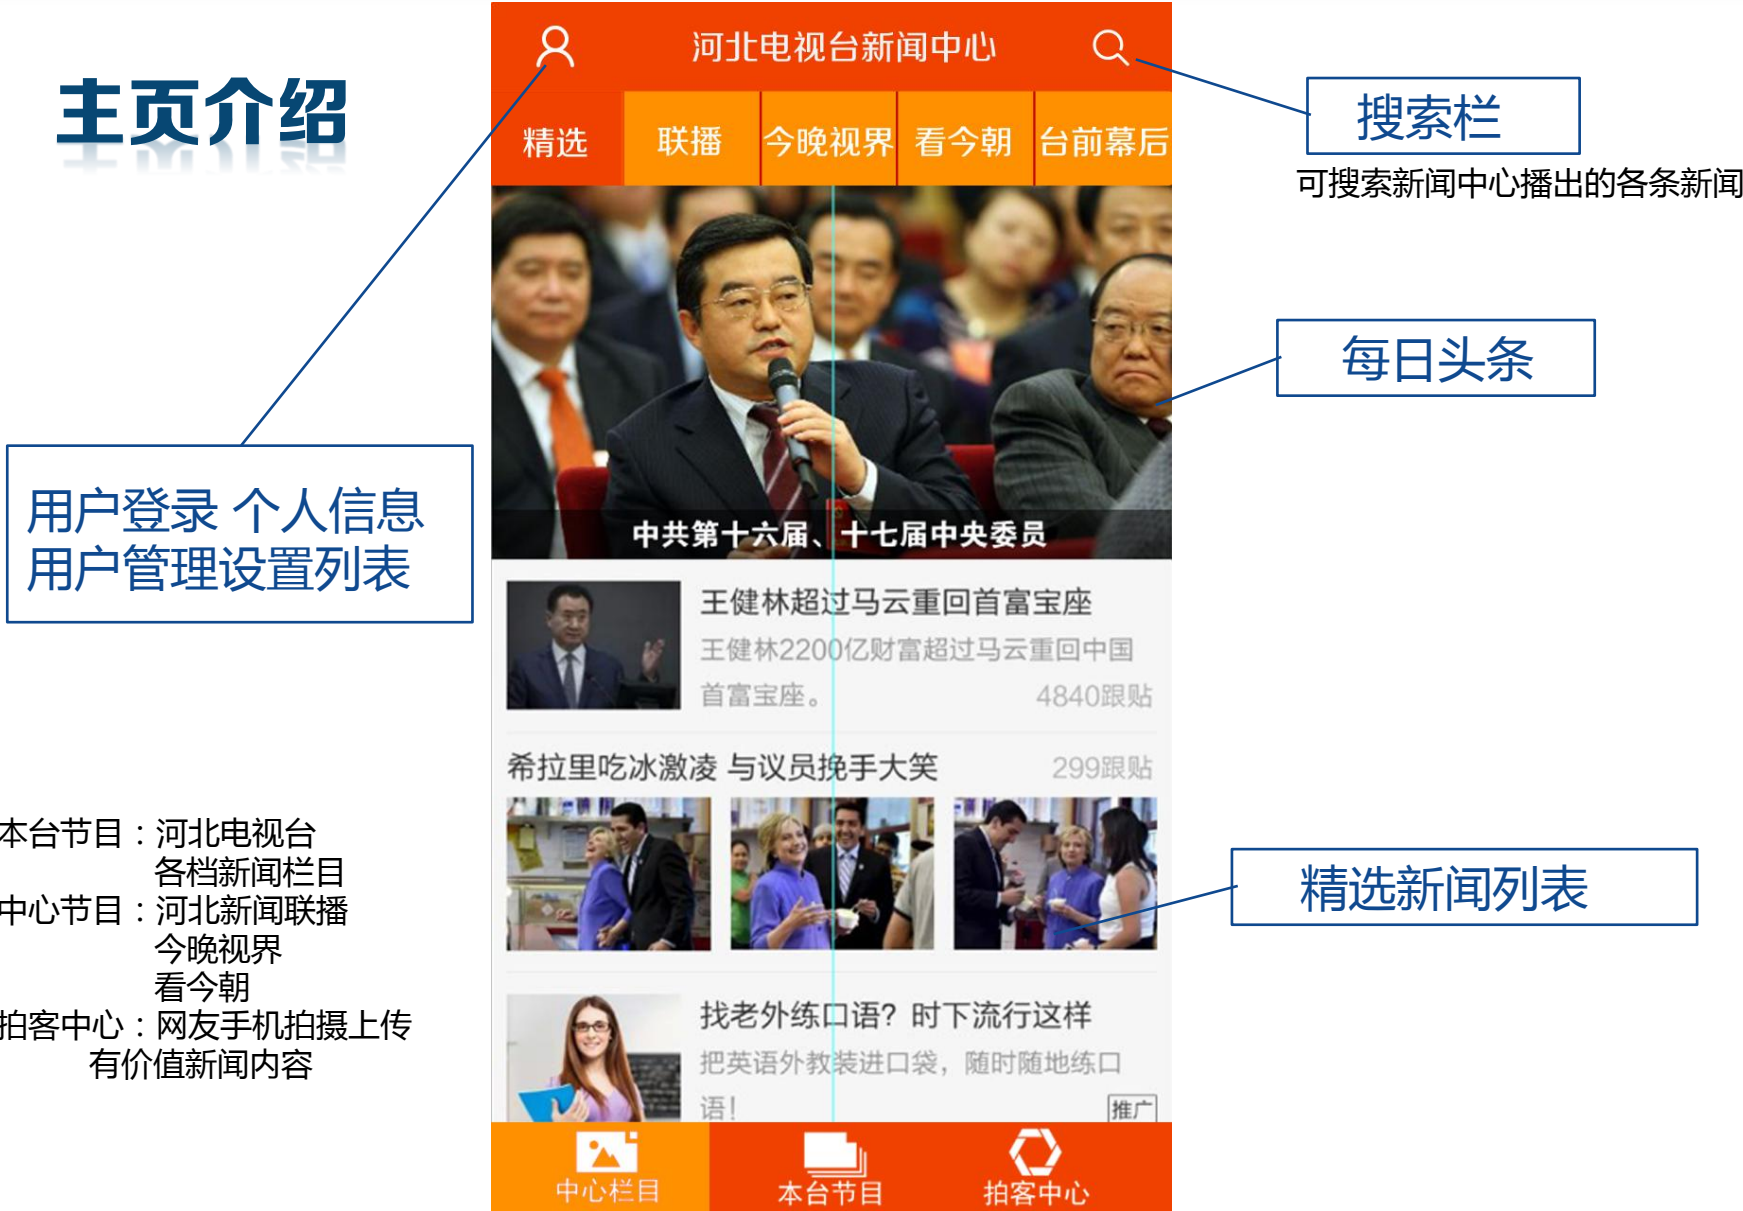 主页介绍
河北电视台新闻中心
精选 联播 今晚视界 看今朝 台前幕后
搜索栏
可搜索新闻中心播出的各条新闻
每日头条
用户登录 个人信息
用户管理设置列表
中共第十六届、十七届中央委员
王健林超过马云重回首富宝座
王健林2200亿财富超过马云重回中国
首富宝座。 4840跟贴
希拉里吃冰激凌 与议员挽手大笑 299跟贴
精选新闻列表
本台节目：河北电视台
各档新闻栏目
中心节目：河北新闻联播
今晚视界
看今朝
拍客中心：网友手机拍摄上传
有价值新闻内容
找老外练口语？时下流行这样
把英语外教装进口袋，随时随地练口
语！ 推广
中心栏目 本台节目 拍客中心